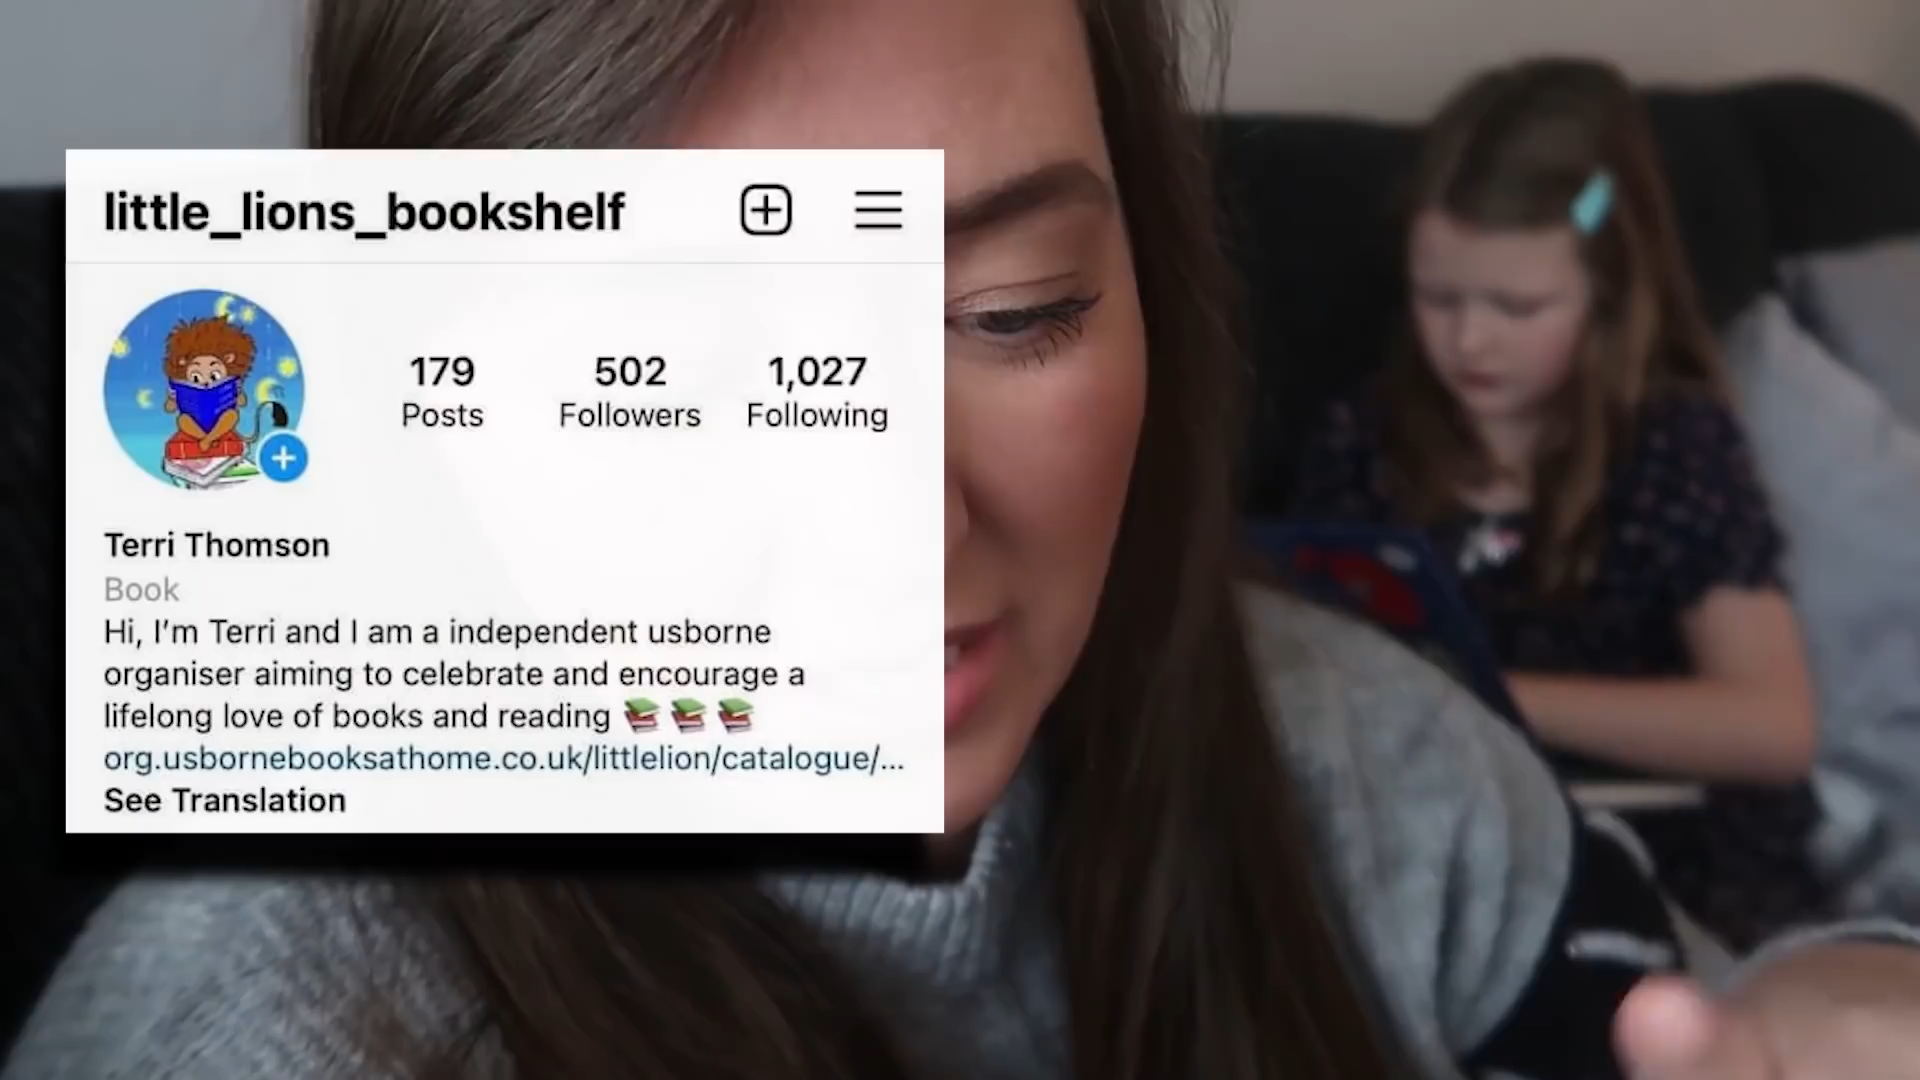 little_lions_bookshelf
179 502 1,027
Posts Followers Following
Terri Thomson
Book
Hi, I'm Terri and I am a independent usborne
organiser aiming to celebrate and encourage a
lifelong love of books and reading 📚 📚 📚
org.usbornebooksathome.co.uk/littlelion/catalogue/...
See Translation